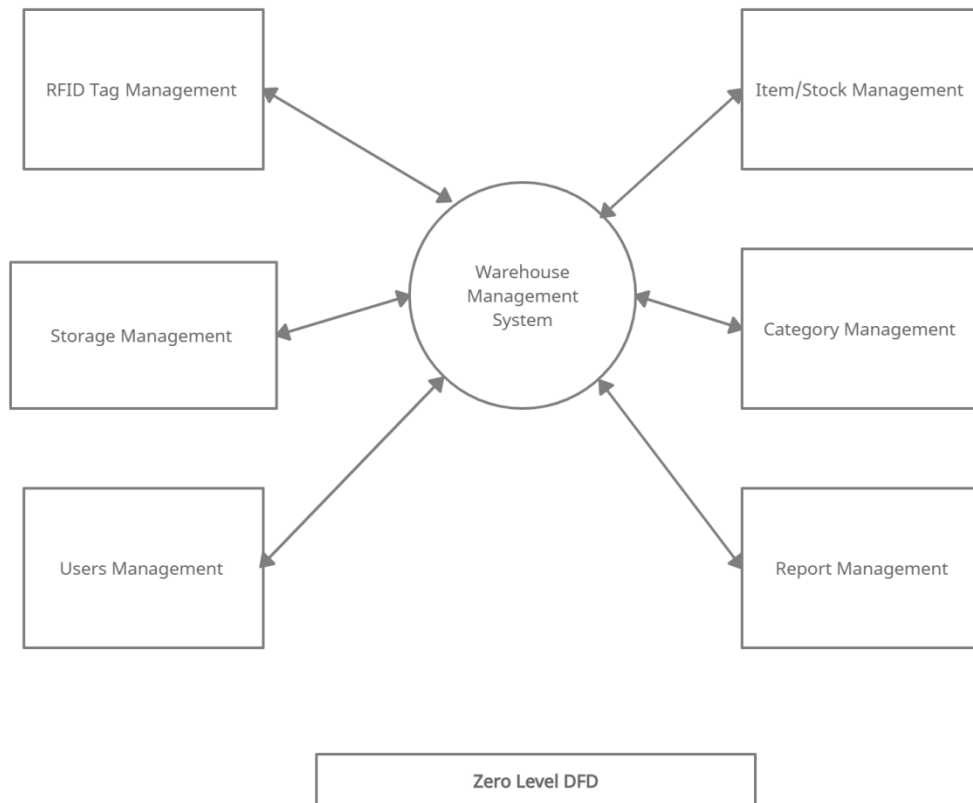 RFID Tag Management
Item/Stock Management
Warehouse
Management
System
Storage Management
Category Management
Users Management
Report Management
Zero Level DFD